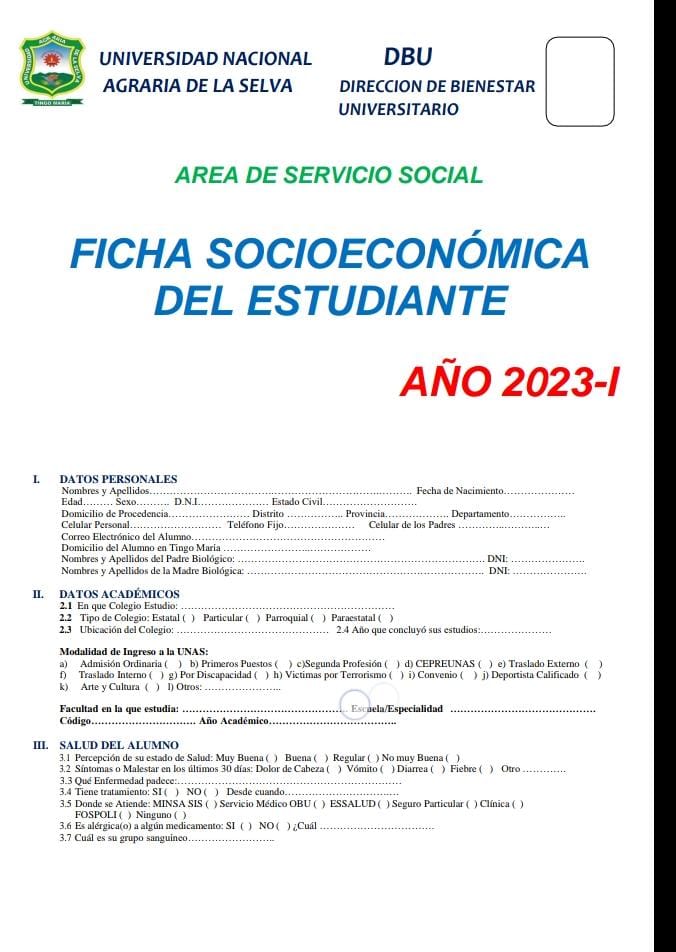 UNIVERSIDAD NACIONAL
AGRARIA DE LA SELVA
DBU
DIRECCION DE BIENESTAR
UNIVERSITARIO
UNIVERSIDAD AGRARIA DE LA SELVA
TINGO MARIA
AREA DE SERVICIO SOCIAL
FICHA SOCIOECONÓMICA
DEL ESTUDIANTE
AÑO 2023-I
I. DATOS PERSONALES
Nombres y Apellidos…………………………………………………………………….. Fecha de Nacimiento…………………
Edad……… Sexo………. D.N.I………………… Estado Civil……………………….
Domicilio de Procedencia…………………… Distrito …………….. Provincia………………. Departamento……………..
Celular Personal……………………… Teléfono Fijo………………… Celular de los Padres ………………………
Correo Electrónico del Alumno…………………………………………………
Domicilio del Alumno en Tingo María ……………………………………
Nombres y Apellidos del Padre Biológico: ………………………………………………………………… DNI: ………………….
Nombres y Apellidos de la Madre Biológica: ……………………………………………………………… DNI: ………………….
II. DATOS ACADÉMICOS
2.1 En que Colegio Estudio: ………………………………………………………
2.2 Tipo de Colegio: Estatal ( ) Particular ( ) Parroquial ( ) Paraestatal ( )
2.3 Ubicación del Colegio: ……………………………………… 2.4 Año que concluyó sus estudios:…………………
Modalidad de Ingreso a la UNAS:
a) Admisión Ordinaria ( ) b) Primeros Puestos ( ) c)Segunda Profesión ( ) d) CEPREUNAS ( ) e) Traslado Externo ( )
f) Traslado Interno ( ) g) Por Discapacidad ( ) h) Victimas por Terrorismo ( ) i) Convenio ( ) j) Deportista Calificado ( )
k) Arte y Cultura ( ) l) Otros: …………………..
Facultad en la que estudia: ………………………………………….. Escuela/Especialidad …………………………………….
Código………………………. Año Académico………………………………..
III. SALUD DEL ALUMNO
3.1 Percepción de su estado de Salud: Muy Buena ( ) Buena ( ) Regular ( ) No muy Buena ( )
3.2 Síntomas o Malestar en los últimos 30 días: Dolor de Cabeza ( ) Vómito ( ) Diarrea ( ) Fiebre ( ) Otro ………….
3.3 Qué Enfermedad padece:…………………………………………………………
3.4 Tiene tratamiento: SI ( ) NO ( ) Desde cuando…………………………….
3.5 Donde se Atiende: MINSA SIS ( ) Servicio Médico OBU ( ) ESSALUD ( ) Seguro Particular ( ) Clínica ( )
FOSPOLI ( ) Ninguno ( )
3.6 Es alérgica(o) a algún medicamento: SI ( ) NO ( ) ¿Cuál …………………………….
3.7 Cuál es su grupo sanguíneo……………………..